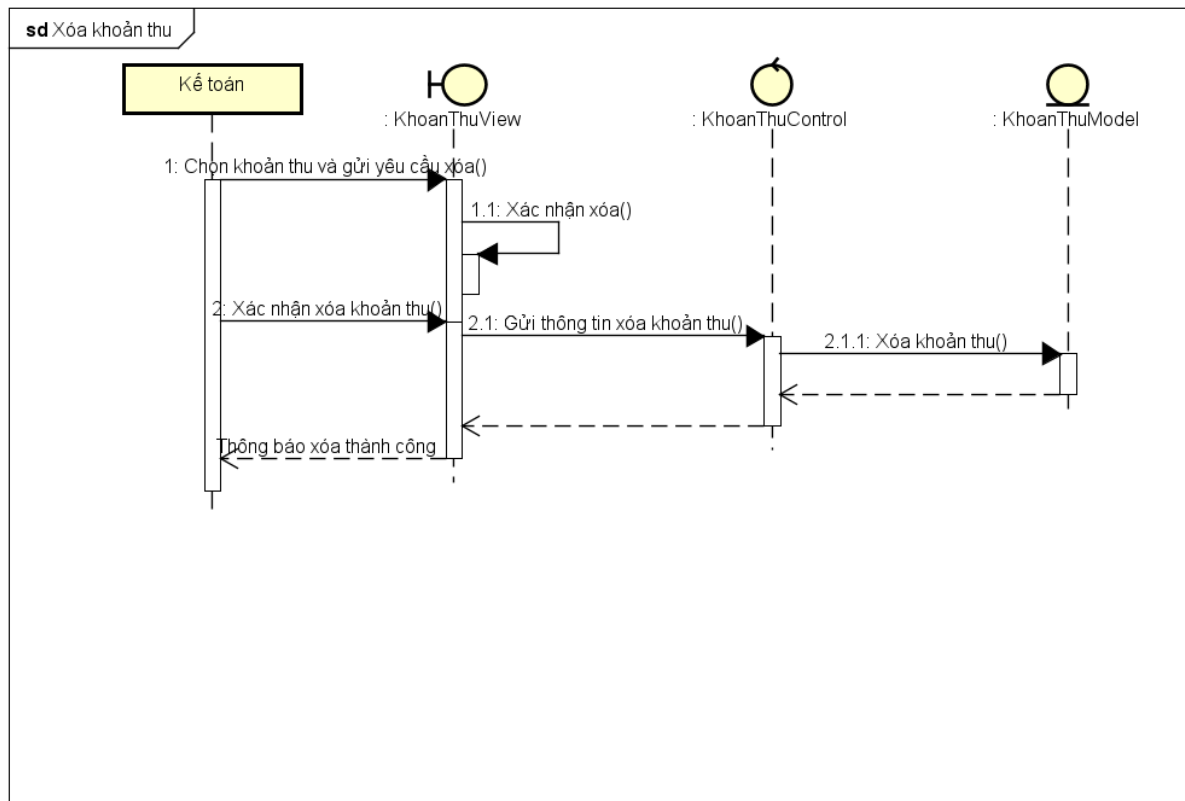 sd Xóa khoản thu
Kế toán
: KhoanThuView
: KhoanThuControl
: KhoanThuModel
1: Chọn khoản thu và gửi yêu cầu xóa()
1.1: Xác nhận xóa()
2: Xác nhận xóa khoản thu()
2.1: Gửi thông tin xóa khoản thu()
2.1.1: Xóa khoản thu()
Thông báo xóa thành công